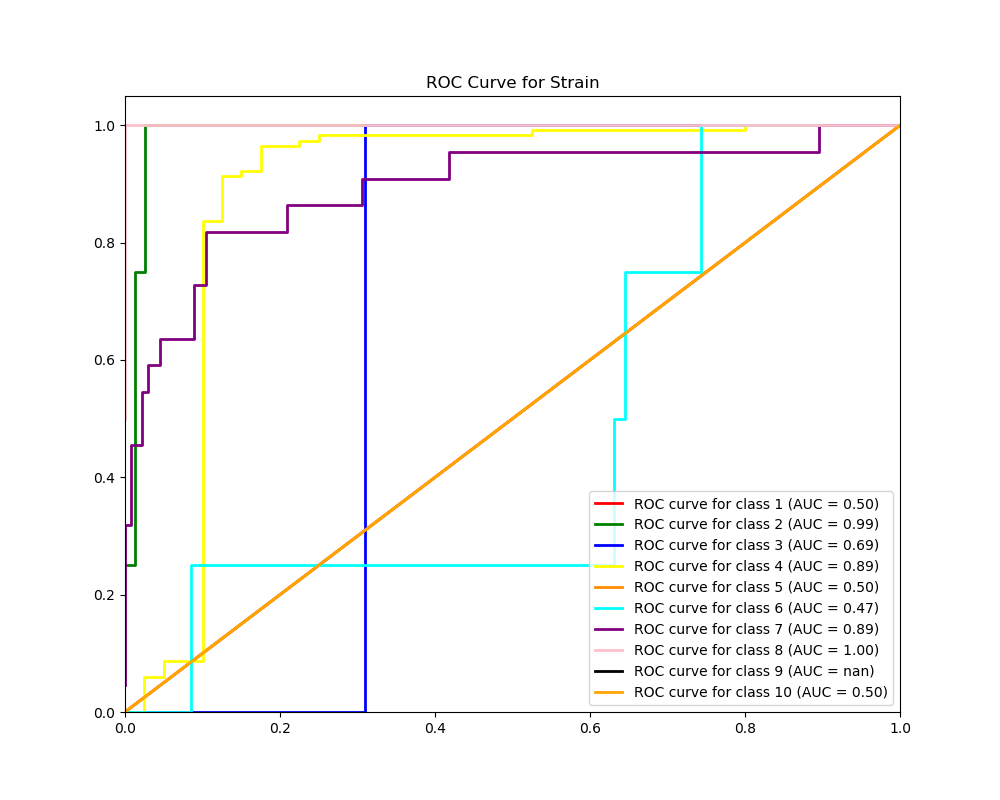 ROC Curve for Strain
1.0
0.8
0.6
0.4
0.2
0.0
0.0 0.2 0.4 0.6 0.8 1.0
ROC curve for class 1 (AUC = 0.50)
ROC curve for class 2 (AUC = 0.99)
ROC curve for class 3 (AUC = 0.69)
ROC curve for class 4 (AUC = 0.89)
ROC curve for class 5 (AUC = 0.50)
ROC curve for class 6 (AUC = 0.47)
ROC curve for class 7 (AUC = 0.89)
ROC curve for class 8 (AUC = 1.00)
ROC curve for class 9 (AUC = nan)
ROC curve for class 10 (AUC = 0.50)